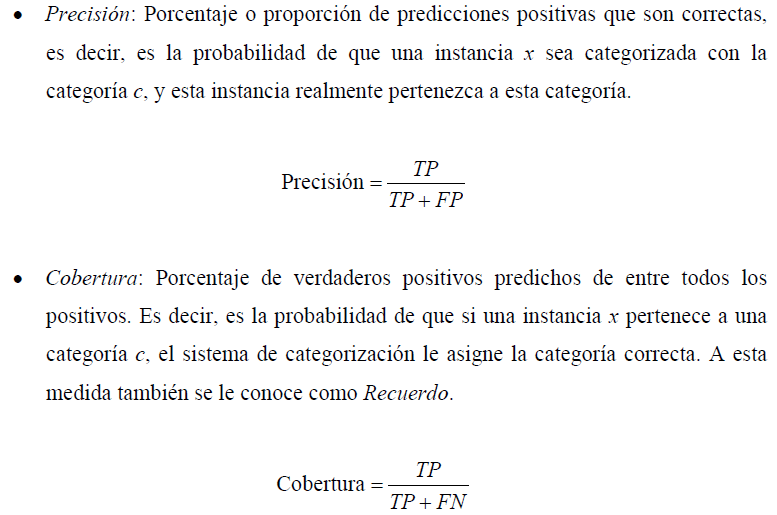 • Precisión: Porcentaje o proporción de predicciones positivas que son correctas,
es decir, es la probabilidad de que una instancia x sea categorizada con la
categoría c, y esta instancia realmente pertenezca a esta categoría.
Precisión = TP / TP + FP
• Cobertura: Porcentaje de verdaderos positivos predichos de entre todos los
positivos. Es decir, es la probabilidad de que si una instancia x pertenece a una
categoría c, el sistema de categorización le asigne la categoría correcta. A esta
medida también se le conoce como Recuerdo.
Cobertura = TP / TP + FN